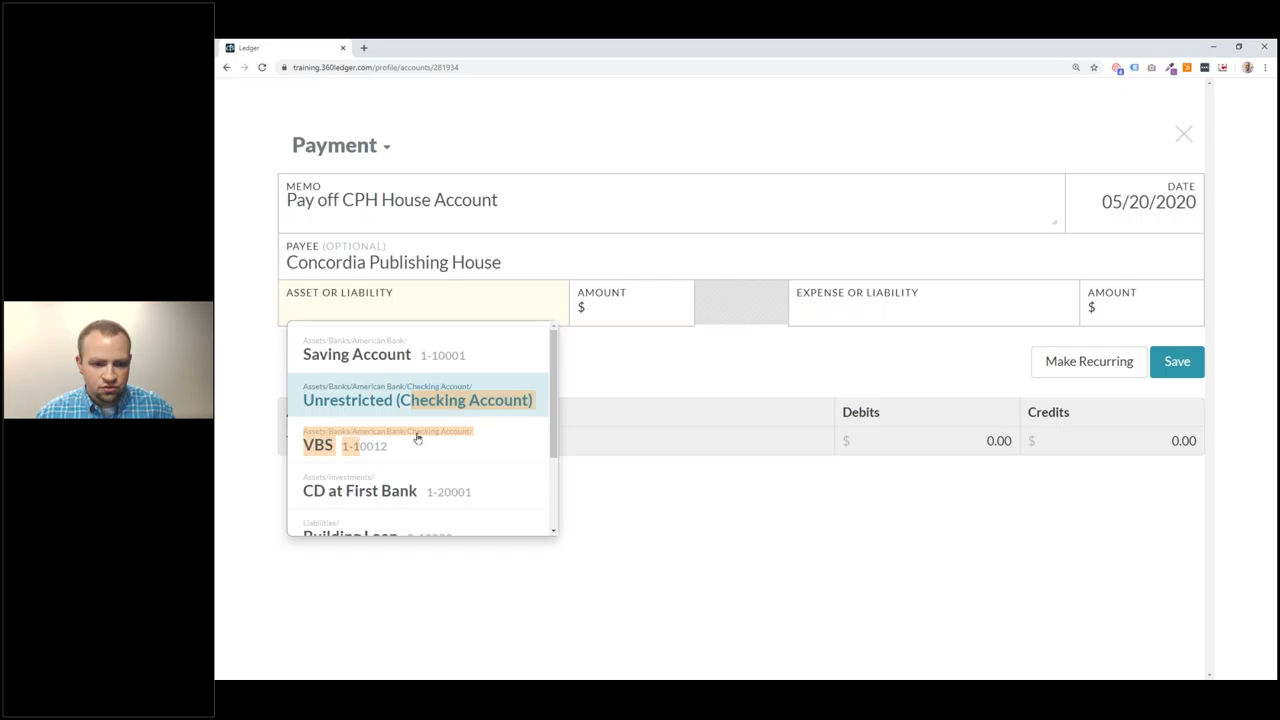 Ledger
training.360ledger.com/profile/accounts/281934
Payment
MEMO
Pay off CPH House Account
DATE
05/20/2020
PAYEE (OPTIONAL)
Concordia Publishing House
ASSET OR LIABILITY
AMOUNT
$
EXPENSE OR LIABILITY
AMOUNT
$
Assets/Banks/American Bank/
Saving Account 1-10001
Assets/Banks/American Bank/Checking Account/
Unrestricted (Checking Account)
Assets/Banks/American Bank/Checking Account/
VBS 1-10012
Assets/Investments/
CD at First Bank 1-20001
Liabilities/
Building Loan
Make Recurring
Save
Debits
Credits
$ 0.00
$ 0.00